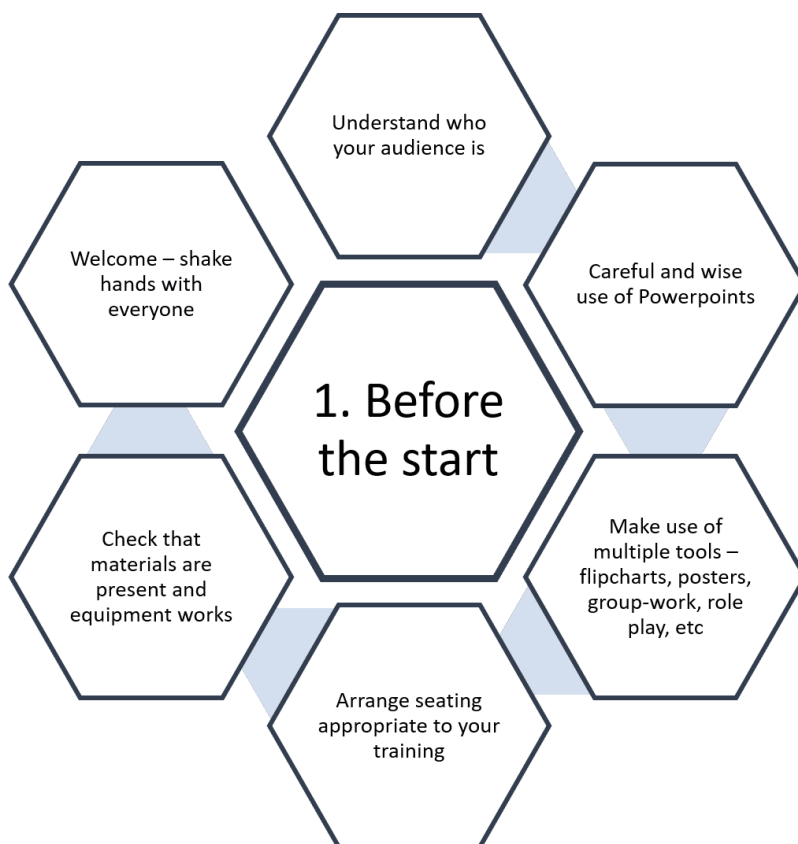 Understand who
your audience is
Careful and wise
use of Powerpoints
Make use of
multiple tools –
flipcharts, posters,
group-work, role
play, etc
Arrange seating
appropriate to your
training
Check that
materials are
present and
equipment works
Welcome – shake
hands with
everyone
1. Before
the start